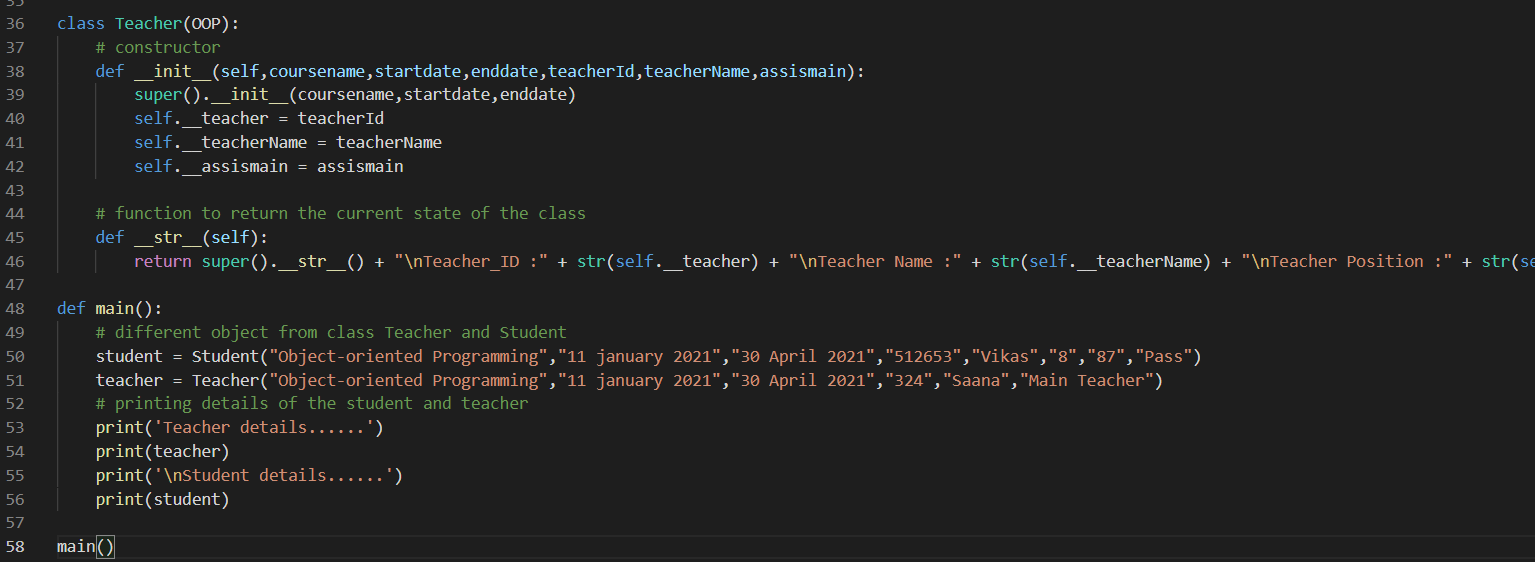 35
36 class Teacher(OOP):
37     # constructor
38     def __init__(self,coursename,startdate,enddate,teacherId,teacherName,assismain):
39         super().__init__(coursename,startdate,enddate)
40         self.__teacher = teacherId
41         self.__teacherName = teacherName
42         self.__assismain = assismain
43
44     # function to return the current state of the class
45     def __str__(self):
46         return super().__str__() + "\nTeacher_ID :" + str(self.__teacher) + "\nTeacher Name :" + str(self.__teacherName) + "\nTeacher Position :" + str(se
47
48 def main():
49     # different object from class Teacher and Student
50     student = Student("Object-oriented Programming","11 january 2021","30 April 2021","512653","Vikas","8","87","Pass")
51     teacher = Teacher("Object-oriented Programming","11 january 2021","30 April 2021","324","Saana","Main Teacher")
52     # printing details of the student and teacher
53     print('Teacher details......')
54     print(teacher)
55     print('\nStudent details......')
56     print(student)
57
58 main()